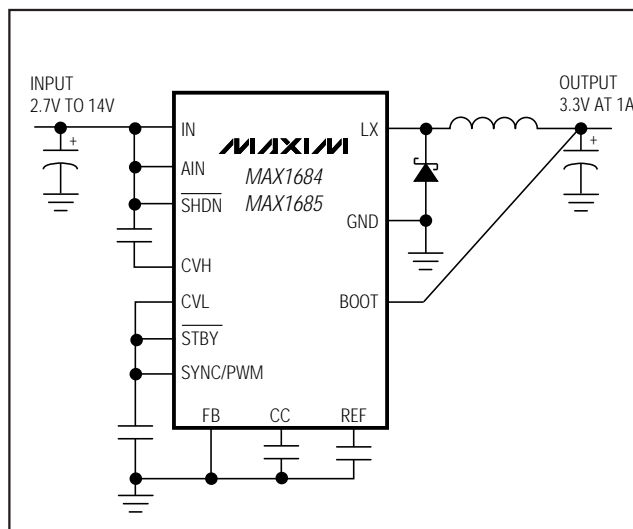 INPUT
2.7V TO 14V
OUTPUT
3.3V AT 1A
IN
LX
MAXIM
AIN
MAX1684
SHDN
MAX1685
GND
CVH
CVL
BOOT
STBY
SYNC/PWM
FB
CC
REF
+
+